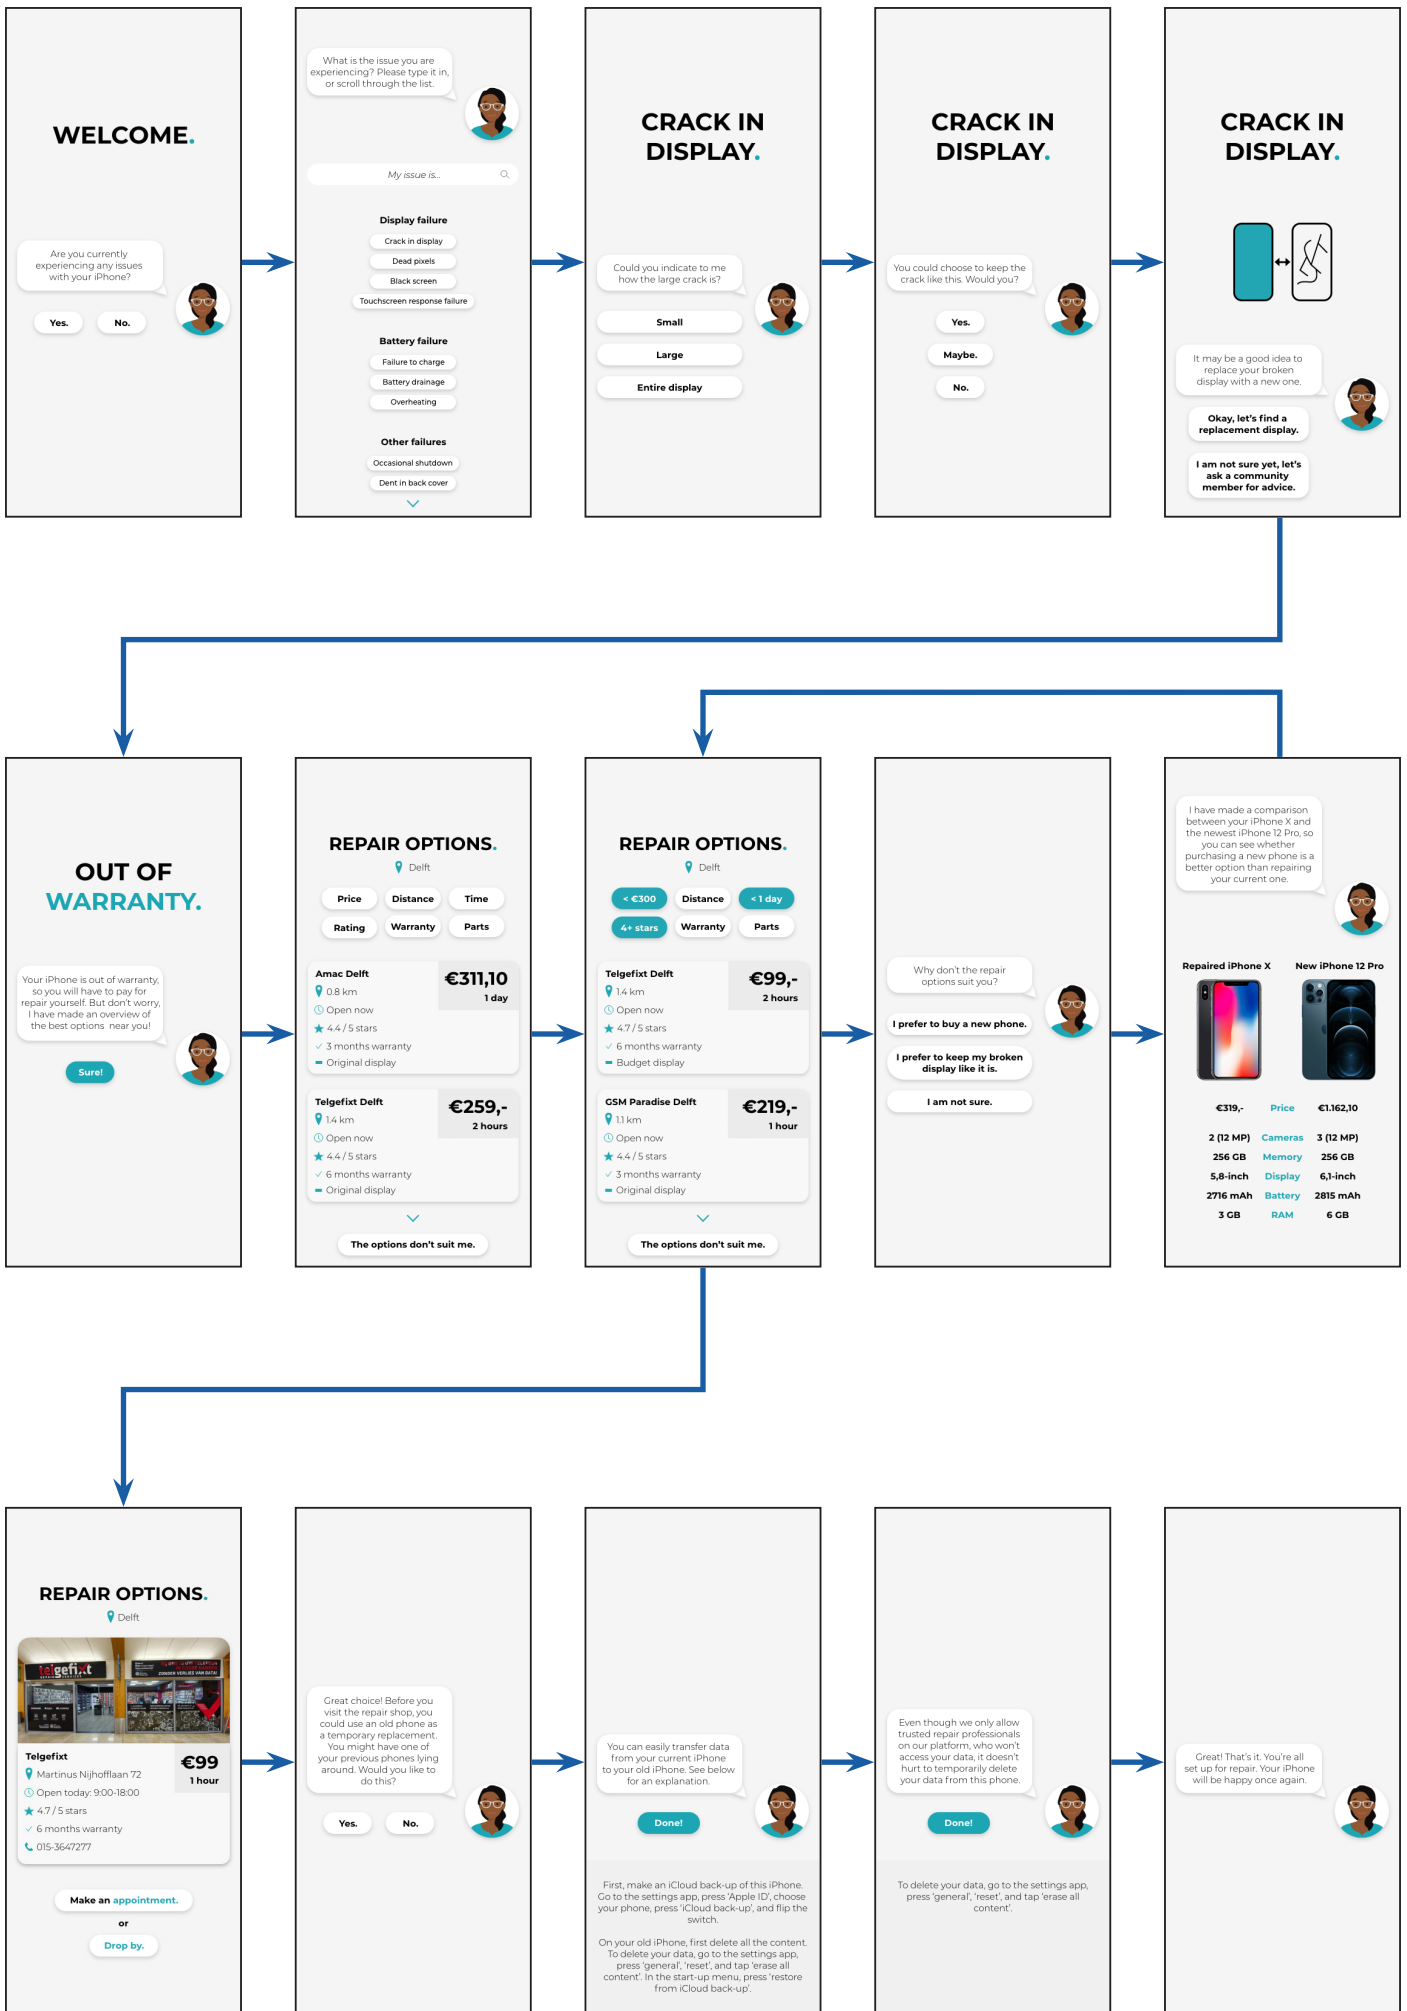 WELCOME.
Are you currently
experiencing any issues
with your iPhone?
Yes.
No.
What is the issue you are
experiencing? Please type it in,
or scroll through the list.
My issue is...
Display failure
Crack in display
Dead pixels
Black screen
Touchscreen response failure
Battery failure
Failure to charge
Battery drainage
Overheating
Other failures
Occasional shutdown
Dent in back cover
CRACK IN
DISPLAY.
Could you indicate to me
how the large crack is?
Small
Large
Entire display
CRACK IN
DISPLAY.
You could choose to keep the
crack like this. Would you?
Yes.
Maybe.
No.
CRACK IN
DISPLAY.
It may be a good idea to
replace your broken
display with a new one.
Okay, let's find a
replacement display.
I am not sure yet, let's
ask a community
member for advice.
OUT OF
WARRANTY.
Your iPhone is out of warranty,
so you will have to pay for
repair yourself. But don't worry,
I have made an overview of
the best options near you!
Sure!
REPAIR OPTIONS.
Delft
Price Distance Time
Rating Warranty Parts
Amac Delft
€311,10
0.8 km
1 day
Open now
4.4 / 5 stars
3 months warranty
Original display
Telgefixt Delft
€259,-
1.4 km
2 hours
Open now
4.4 / 5 stars
6 months warranty
Original display
The options don't suit me.
REPAIR OPTIONS.
Delft
< €300 Distance < 1 day
4+ stars Warranty Parts
Telgefixt Delft
€99,-
1.4 km
2 hours
Open now
4.7 / 5 stars
6 months warranty
Budget display
GSM Paradise Delft
€219,-
1.1 km
1 hour
Open now
4.4 / 5 stars
3 months warranty
Original display
The options don't suit me.
Why don't the repair
options suit you?
I prefer to buy a new phone.
I prefer to keep my broken
display like it is.
I am not sure.
I have made a comparison
between your iPhone X and
the newest iPhone 12 Pro, so
you can see whether
purchasing a new phone is a
better option than repairing
your current one.
Repaired iPhone X New iPhone 12 Pro
€319,- Price €1.162,10
2 (12 MP) Cameras 3 (12 MP)
256 GB Memory 256 GB
5,8-inch Display 6,1-inch
2716 mAh Battery 2815 mAh
3 GB RAM 6 GB
REPAIR OPTIONS.
Delft
telgefixt
ZONDER VERLIES VAN DATA!
Telgefixt
€99
Martinus Nijhofflaan 72
1 hour
Open today: 9:00-18:00
4.7 / 5 stars
6 months warranty
015-3647277
Make an appointment.
or
Drop by.
Great choice! Before you
visit the repair shop, you
could use an old phone as
a temporary replacement.
You might have one of
your previous phones lying
around. Would you like to
do this?
Yes.
No.
You can easily transfer data
from your current iPhone
to your old iPhone. See below
for an explanation.
Done!
First, make an iCloud back-up of this iPhone.
Go to the settings app, press 'Apple ID', choose
your phone, press 'iCloud back-up', and flip the
switch.
On your old iPhone, first delete all the content.
To delete your data, go to the settings app,
press 'general', 'reset', and tap 'erase all
content'. In the start-up menu, press 'restore
from iCloud back-up'.
Even though we only allow
trusted repair professionals
on our platform, who won't
access your data, it doesn't
hurt to temporarily delete
your data from this phone.
Done!
To delete your data, go to the settings app,
press 'general', 'reset', and tap 'erase all
content'.
Great! That's it. You're all
set up for repair. Your iPhone
will be happy once again.